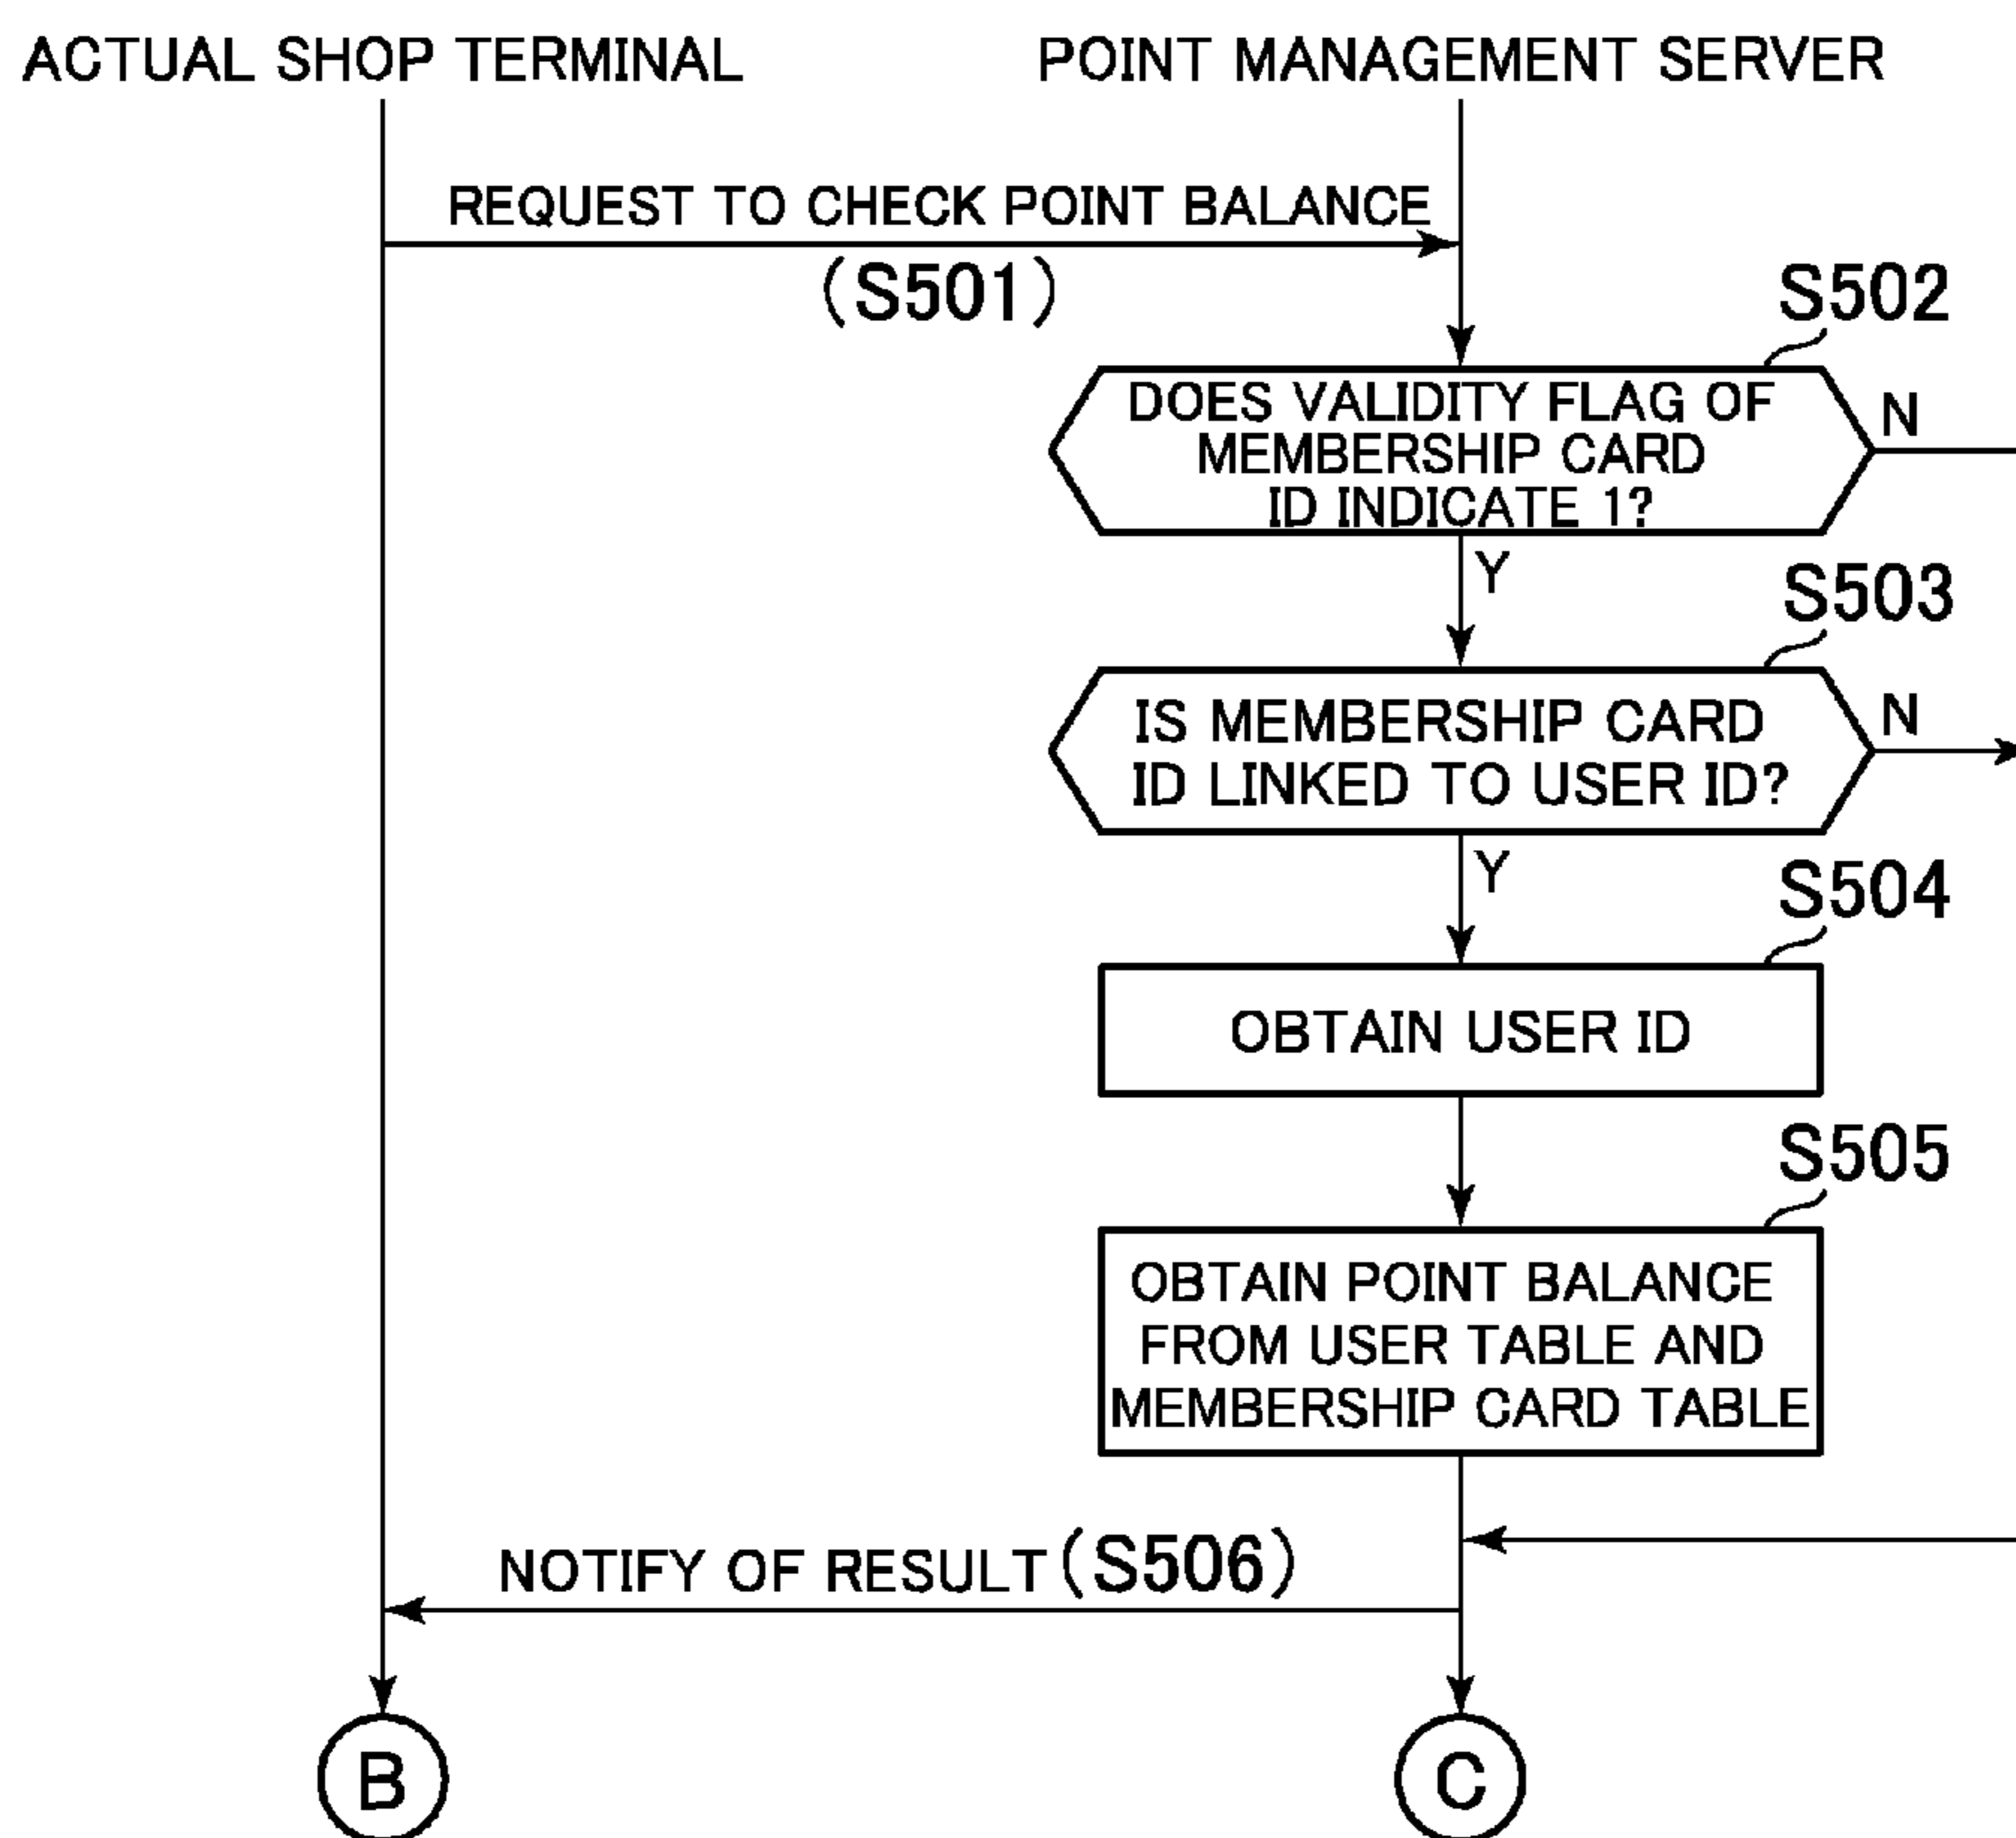 ACTUAL SHOP TERMINAL
POINT MANAGEMENT SERVER
REQUEST TO CHECK POINT BALANCE
(S501)
S502
DOES VALIDITY FLAG OF
MEMBERSHIP CARD
ID INDICATE 1?
N
Y
S503
IS MEMBERSHIP CARD
ID LINKED TO USER ID?
N
Y
S504
OBTAIN USER ID
S505
OBTAIN POINT BALANCE
FROM USER TABLE AND
MEMBERSHIP CARD TABLE
NOTIFY OF RESULT(S506)
B
C